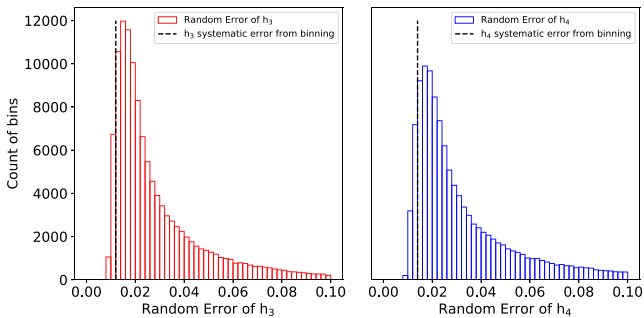 Random Error of h₃
h₃ systematic error from binning
Random Error of h₄
h₄ systematic error from binning
Count of bins
12000
10000
8000
6000
4000
2000
0
0.00 0.02 0.04 0.06 0.08 0.10
0.00 0.02 0.04 0.06 0.08 0.10
Random Error of h₃
Random Error of h₄